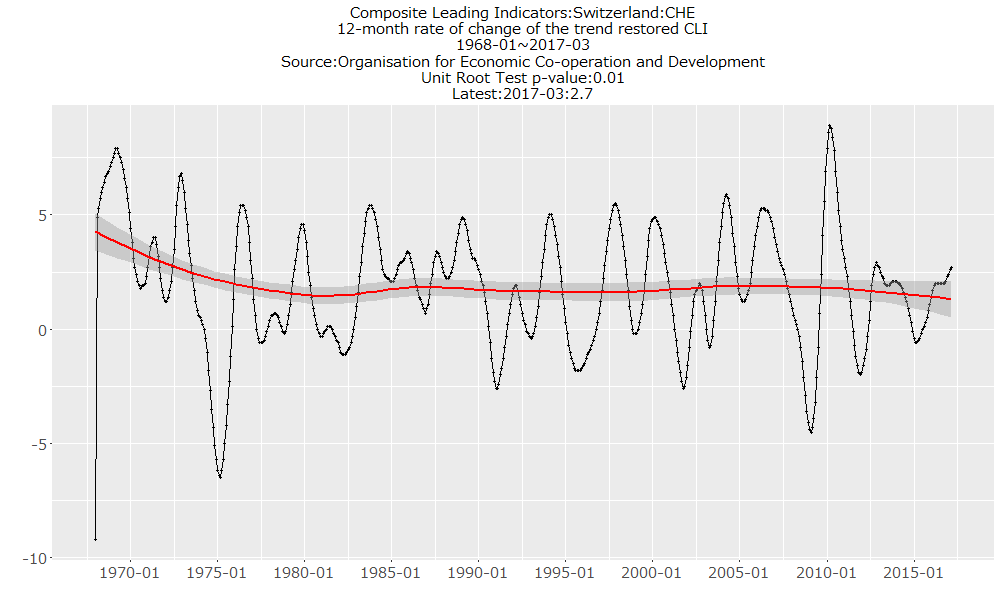 Composite Leading Indicators:Switzerland:CHE
12-month rate of change of the trend restored CLI
1968-01~2017-03
Source:Organisation for Economic Co-operation and Development
Unit Root Test p-value:0.01
Latest:2017-03:2.7
5
0
-5
-10
1970-01 1975-01 1980-01 1985-01 1990-01 1995-01 2000-01 2005-01 2010-01 2015-01